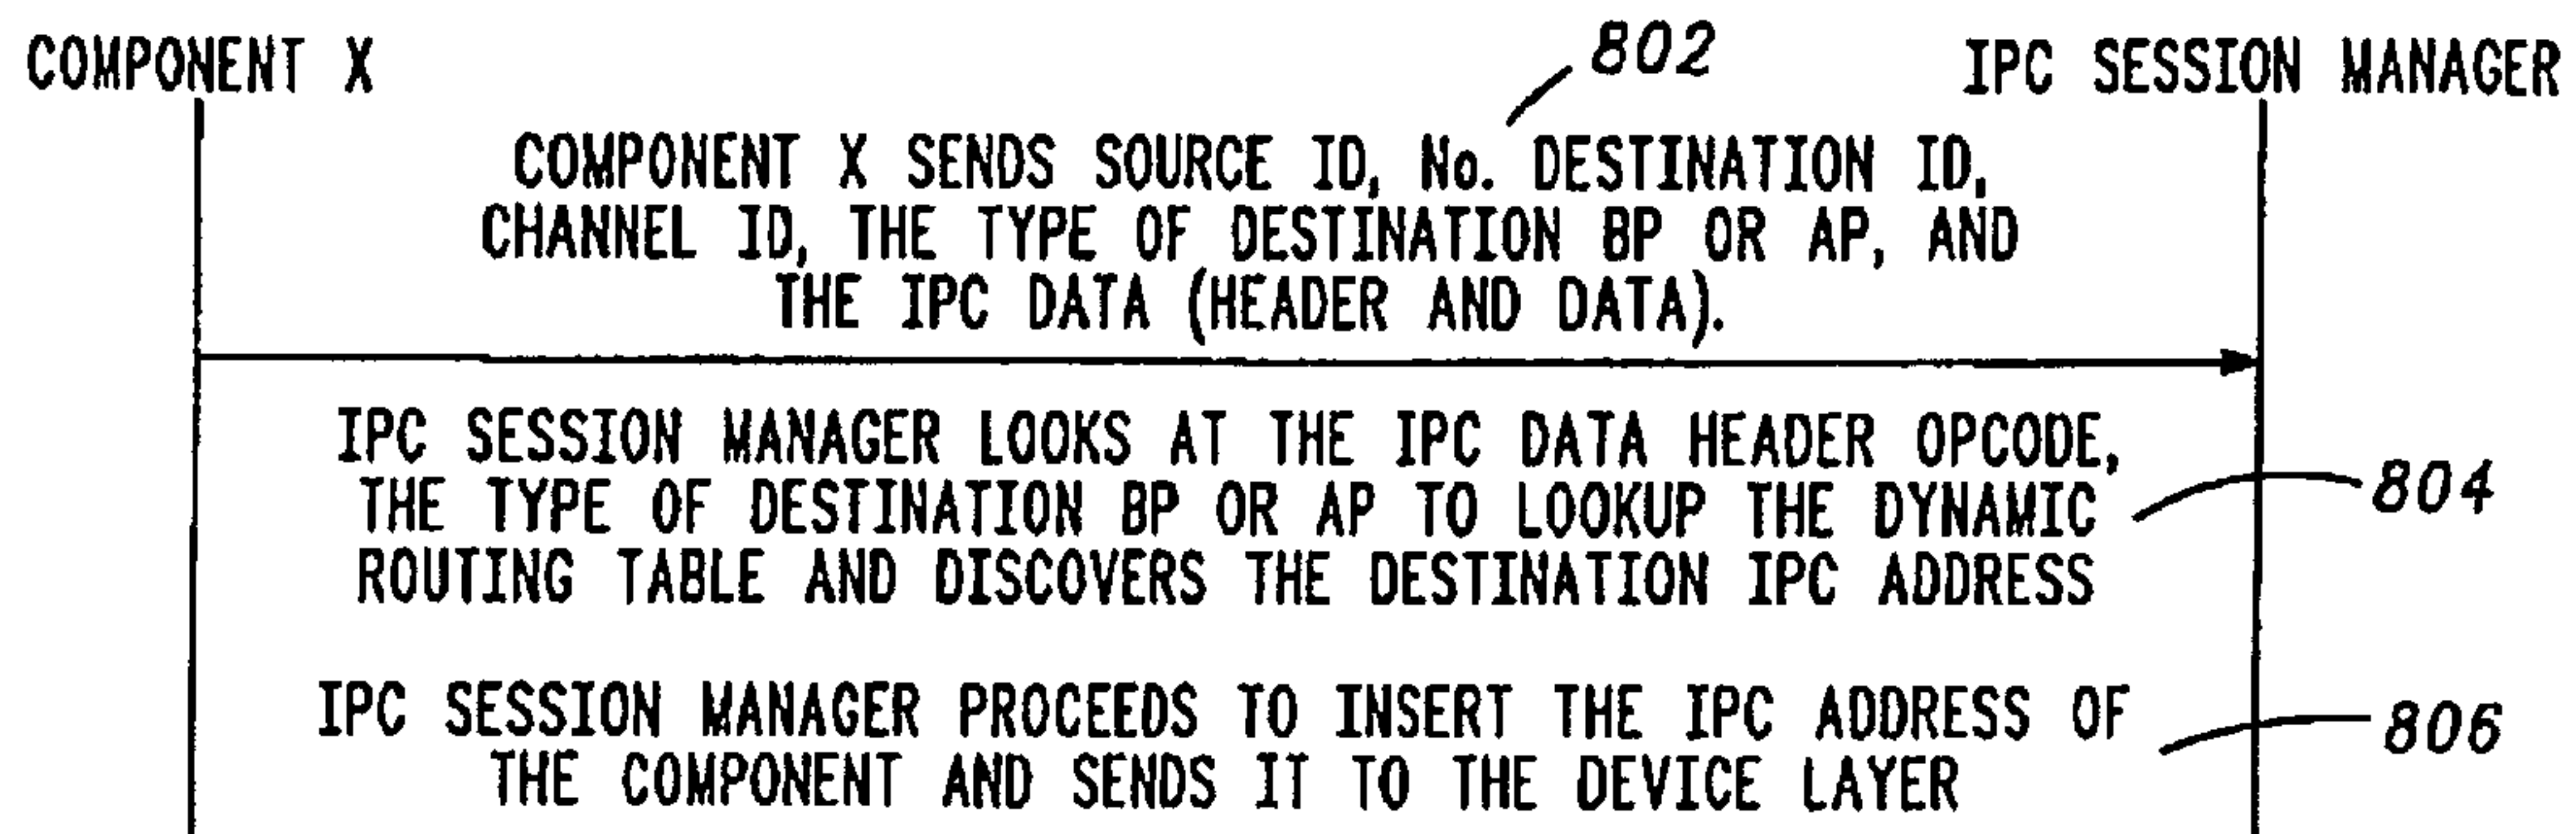 COMPONENT X
802
IPC SESSION MANAGER
COMPONENT X SENDS SOURCE ID, No. DESTINATION ID,
CHANNEL ID, THE TYPE OF DESTINATION BP OR AP, AND
THE IPC DATA (HEADER AND DATA).
IPC SESSION MANAGER LOOKS AT THE IPC DATA HEADER OPCODE,
THE TYPE OF DESTINATION BP OR AP TO LOOKUP THE DYNAMIC
804
ROUTING TABLE AND DISCOVERS THE DESTINATION IPC ADDRESS
IPC SESSION MANAGER PROCEEDS TO INSERT THE IPC ADDRESS OF
806
THE COMPONENT AND SENDS IT TO THE DEVICE LAYER